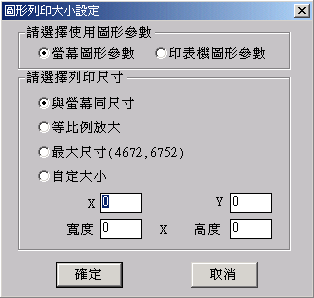 圖形列印大小設定
請選擇使用圖形參數
螢幕圖形參數 印表機圖形參數
請選擇列印尺寸
與螢幕同尺寸
等比例放大
最大尺寸(4672,6752)
自定大小
X 0 Y 0
寬度 0 X 高度 0
確定 取消